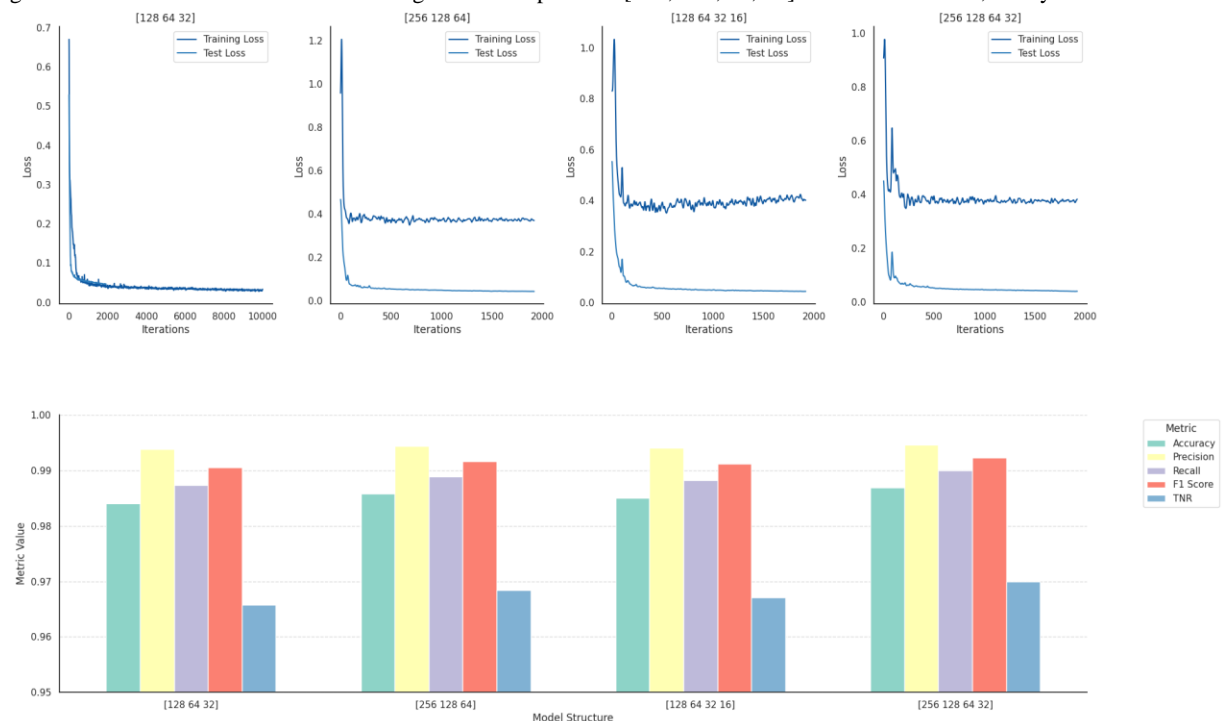 [128 64 32]
0.7
0.6
0.5
0.4
0.3
0.2
0.1
0.0
Loss
Training Loss
Test Loss
0 2000 4000 6000 8000 10000
Iterations
[256 128 64]
1.2
1.0
0.8
0.6
0.4
0.2
0.0
Loss
Training Loss
Test Loss
0 500 1000 1500 2000
Iterations
[128 64 32 16]
1.0
0.8
0.6
0.4
0.2
0.0
Loss
Training Loss
Test Loss
0 500 1000 1500 2000
Iterations
[256 128 64 32]
1.0
0.8
0.6
0.4
0.2
0.0
Loss
Training Loss
Test Loss
0 500 1000 1500 2000
Iterations
1.00
0.99
0.98
0.97
0.96
0.95
Metric Value
[128 64 32] [256 128 64] [128 64 32 16] [256 128 64 32]
Model Structure
Metric
Accuracy
Precision
Recall
F1 Score
TNR